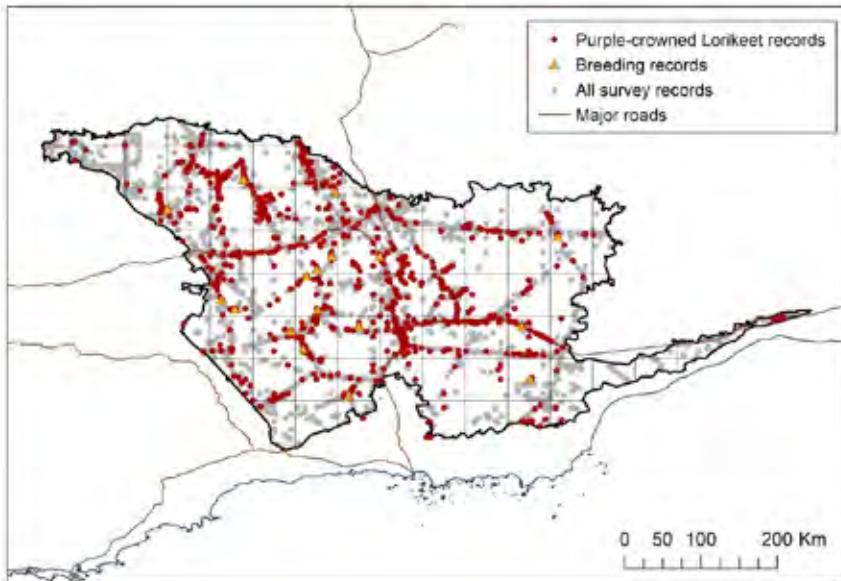 Purple-crowned Lorikeet records
Breeding records
All survey records
Major roads
0 50 100 200 Km